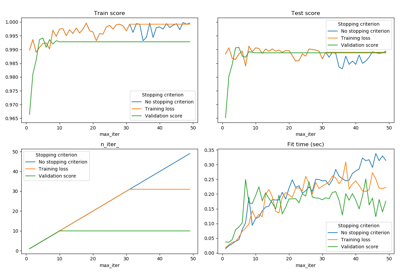 Train score
1.000
0.995
0.990
0.985
0.980
0.975
0.970
0.965
Stopping criterion
No stopping criterion
Training loss
Validation score
0 10 20 30 40 50
max_iter
Test score
Stopping criterion
No stopping criterion
Training loss
Validation score
0 10 20 30 40 50
max_iter
n_iter_
50
40
30
20
10
0
Stopping criterion
No stopping criterion
Training loss
Validation score
0 10 20 30 40 50
max_iter
Fit time (sec)
0.35
0.30
0.25
0.20
0.15
0.10
0.05
0.00
Stopping criterion
No stopping criterion
Training loss
Validation score
0 10 20 30 40 50
max_iter